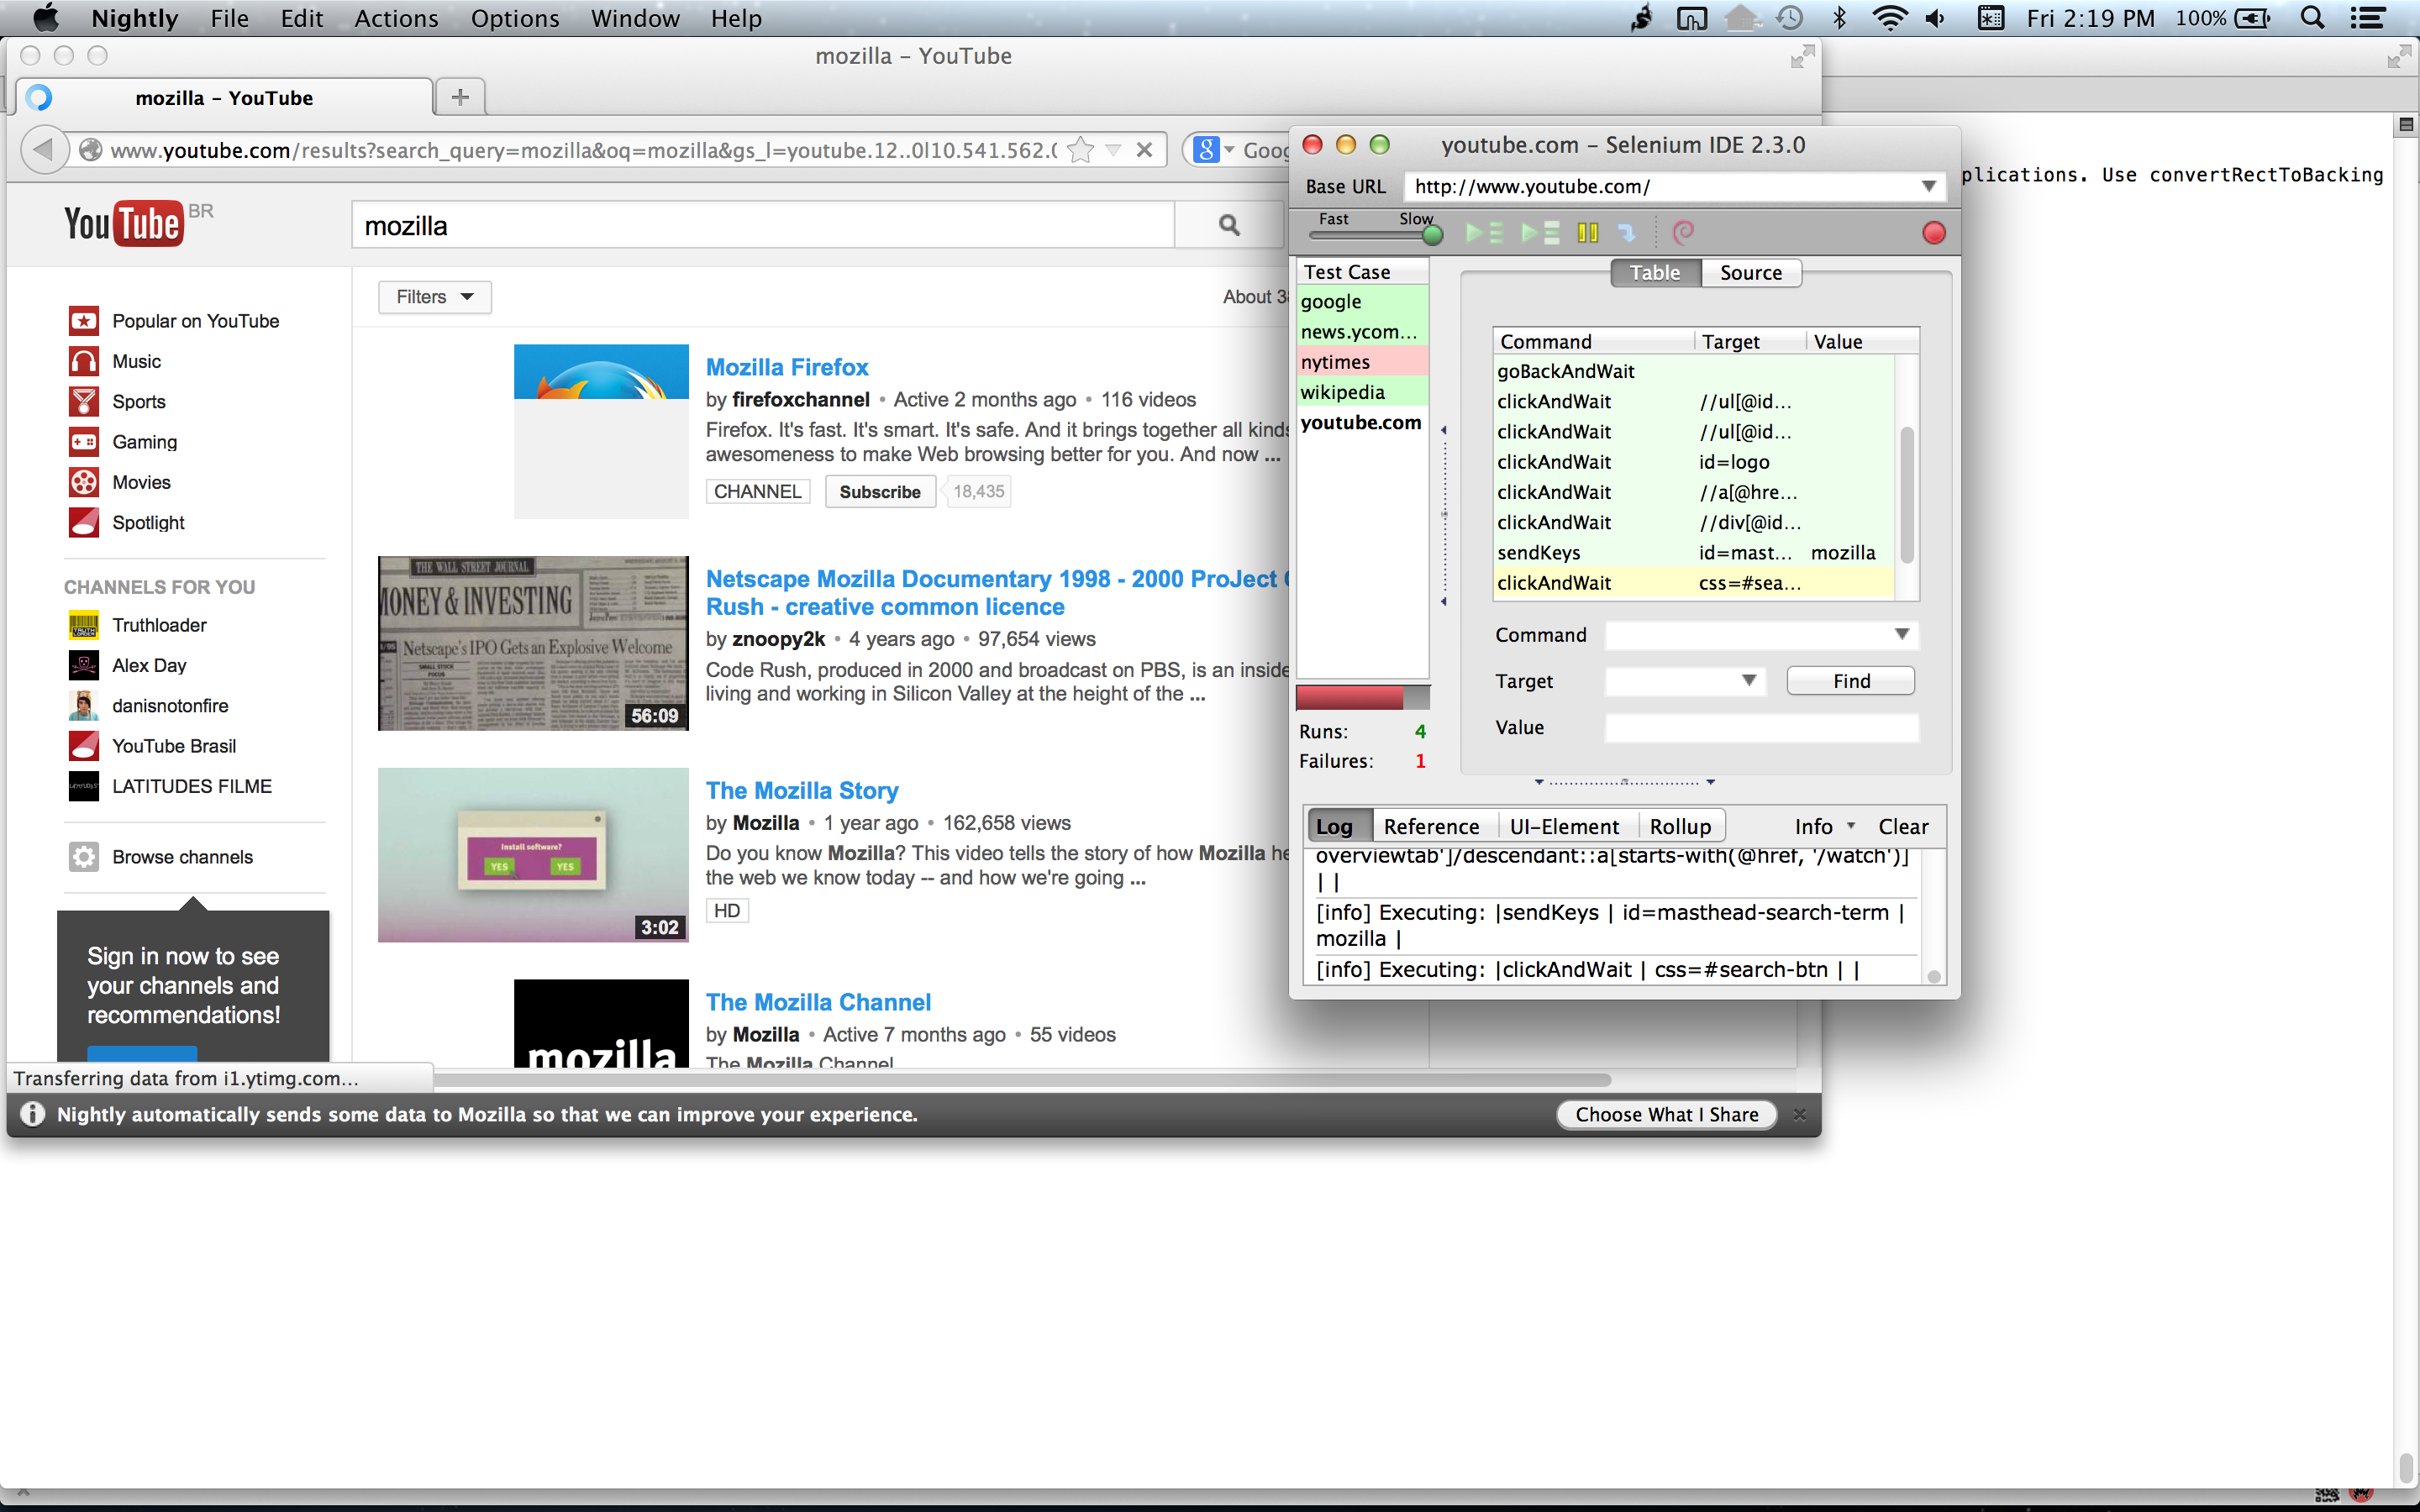 Nightly File Edit Actions Options Window Help Fri 2:19 PM 100%
mozilla – YouTube
mozilla – YouTube
www.youtube.com/results?search_query=mozilla&oq=mozilla&gs_l=youtube.12..0l10.541.562.(
8 Goog
YouTube BR
mozilla
Popular on YouTube
Music
Sports
Gaming
Movies
Spotlight
CHANNELS FOR YOU
Truthloader
Alex Day
danisnotonfire
YouTube Brasil
LATITUDES FILME
Browse channels
Sign in now to see
your channels and
recommendations!
Filters About 38
Mozilla Firefox
by firefoxchannel • Active 2 months ago • 116 videos
Firefox. It's fast. It's smart. It's safe. And it brings together all kinds
awesomeness to make Web browsing better for you. And now ...
CHANNEL Subscribe 18,435
THE WALL STREET JOURNAL
MONEY & INVESTING
Netscape's IPO Gets an Explosive Welcome
SMALL STOCK
FOCUS
56:09
Netscape Mozilla Documentary 1998 - 2000 ProJect
Rush - creative common licence
by znoopy2k • 4 years ago • 97,654 views
Code Rush, produced in 2000 and broadcast on PBS, is an inside
living and working in Silicon Valley at the height of the ...
Install software?
YES YES
3:02
The Mozilla Story
by Mozilla • 1 year ago • 162,658 views
Do you know Mozilla? This video tells the story of how Mozilla he
the web we know today -- and how we're going ...
HD
mozilla
The Mozilla Channel
by Mozilla • Active 7 months ago • 55 videos
The Mozilla Channel
Transferring data from i1.ytimg.com...
Nightly automatically sends some data to Mozilla so that we can improve your experience.
Choose What I Share
youtube.com – Selenium IDE 2.3.0
Base URL http://www.youtube.com/
Fast Slow
Test Case
google
news.ycom...
nytimes
wikipedia
youtube.com
Runs: 4
Failures: 1
Table Source
Command Target Value
goBackAndWait
clickAndWait //ul[@id...
clickAndWait //ul[@id...
clickAndWait id=logo
clickAndWait //a[@hre...
clickAndWait //div[@id...
sendKeys id=mast... mozilla
clickAndWait css=#sea...
Command
Target Find
Value
Log Reference UI-Element Rollup Info Clear
overviewtab']/descendant::a[starts-with(@href, '/watch')]
| |
[info] Executing: |sendKeys | id=masthead-search-term |
mozilla |
[info] Executing: |clickAndWait | css=#search-btn | |
plications. Use convertRectToBacking